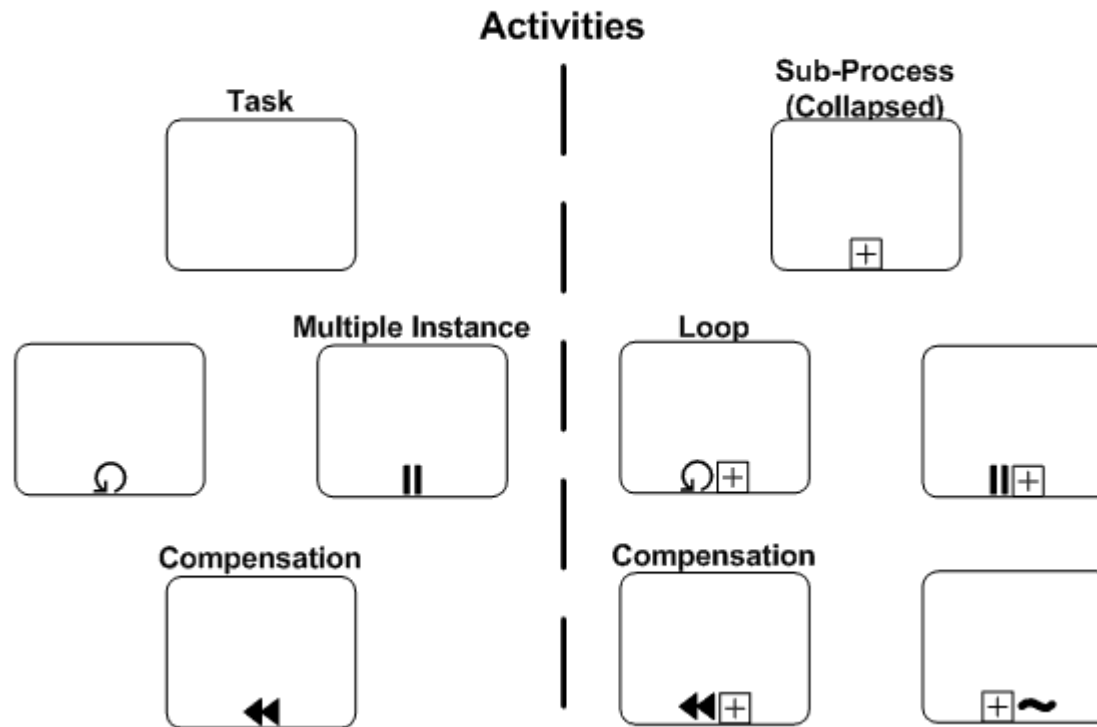 Activities
Task
Sub-Process
(Collapsed)
Multiple Instance
Loop
Compensation
Compensation